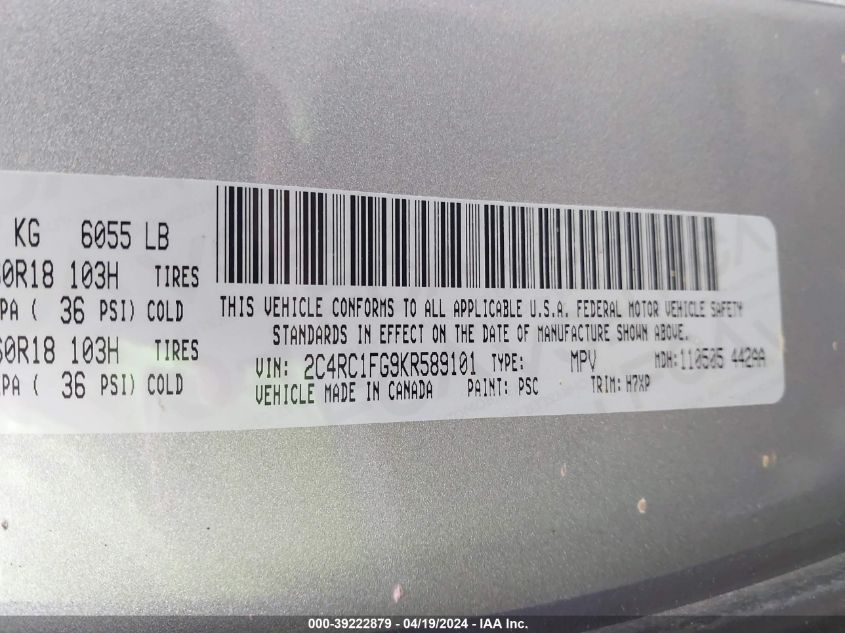 KG 6055 LB
60R18 103H TIRES
PA ( 36 PSI) COLD
60R18 103H TIRES
PA ( 36 PSI) COLD
THIS VEHICLE CONFORMS TO ALL APPLICABLE U.S.A. FEDERAL MOTOR VEHICLE SAFETY
STANDARDS IN EFFECT ON THE DATE OF MANUFACTURE SHOWN ABOVE.
VIN: 2C4RC1FG9KR589101 TYPE: MPV MDH: 110505 442AA
VEHICLE MADE IN CANADA PAINT: PSC TRIM: H7XP
000-39222879 - 04/19/2024 - IAA Inc.